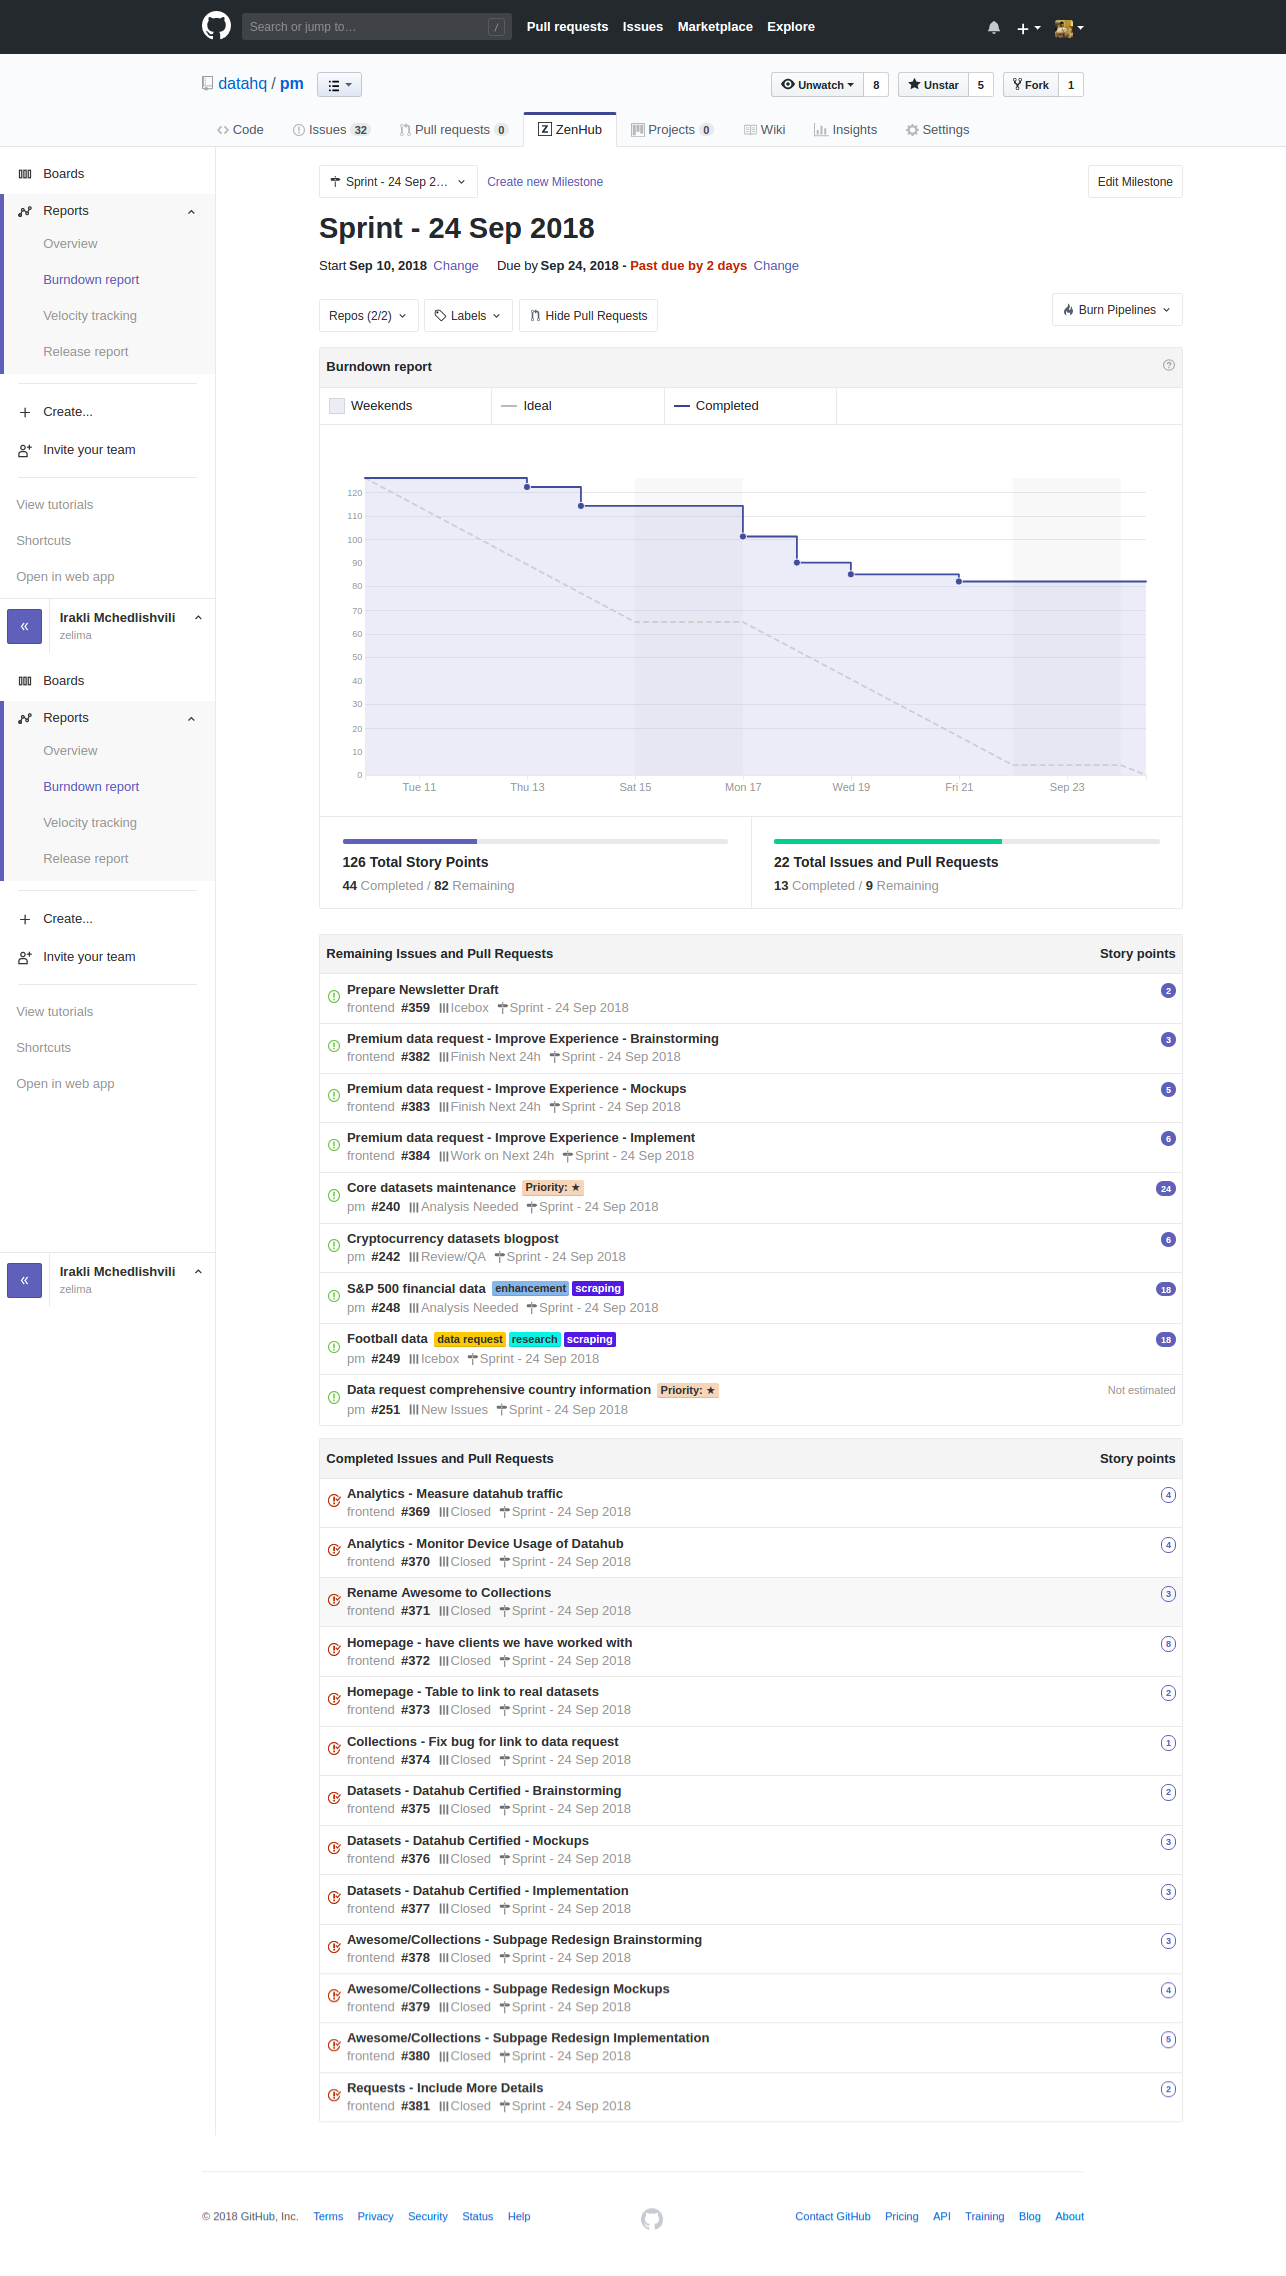 Search or jump to… /
Pull requests Issues Marketplace Explore
datahq / pm
Unwatch 8 Unstar 5 Fork 1
Code Issues 32 Pull requests 0 ZenHub Projects 0 Wiki Insights Settings
Boards
Reports
Overview
Burndown report
Velocity tracking
Release report
Create...
Invite your team
View tutorials
Shortcuts
Open in web app
Irakli Mchedlishvili
zelima
Boards
Reports
Overview
Burndown report
Velocity tracking
Release report
Create...
Invite your team
View tutorials
Shortcuts
Open in web app
Irakli Mchedlishvili
zelima
Sprint - 24 Sep 2... Create new Milestone Edit Milestone
Sprint - 24 Sep 2018
Start Sep 10, 2018 Change Due by Sep 24, 2018 - Past due by 2 days Change
Repos (2/2) Labels Hide Pull Requests Burn Pipelines
Burndown report
Weekends Ideal Completed
120
110
100
90
80
70
60
50
40
30
20
10
0
Tue 11 Thu 13 Sat 15 Mon 17 Wed 19 Fri 21 Sep 23
126 Total Story Points
44 Completed / 82 Remaining
22 Total Issues and Pull Requests
13 Completed / 9 Remaining
Remaining Issues and Pull Requests Story points
Prepare Newsletter Draft 2
frontend #359 Icebox Sprint - 24 Sep 2018
Premium data request - Improve Experience - Brainstorming 3
frontend #382 Finish Next 24h Sprint - 24 Sep 2018
Premium data request - Improve Experience - Mockups 5
frontend #383 Finish Next 24h Sprint - 24 Sep 2018
Premium data request - Improve Experience - Implement 6
frontend #384 Work on Next 24h Sprint - 24 Sep 2018
Core datasets maintenance Priority: ★ 24
pm #240 Analysis Needed Sprint - 24 Sep 2018
Cryptocurrency datasets blogpost 6
pm #242 Review/QA Sprint - 24 Sep 2018
S&P 500 financial data enhancement scraping 18
pm #248 Analysis Needed Sprint - 24 Sep 2018
Football data data request research scraping 18
pm #249 Icebox Sprint - 24 Sep 2018
Data request comprehensive country information Priority: ★ Not estimated
pm #251 New Issues Sprint - 24 Sep 2018
Completed Issues and Pull Requests Story points
Analytics - Measure datahub traffic 4
frontend #369 Closed Sprint - 24 Sep 2018
Analytics - Monitor Device Usage of Datahub 4
frontend #370 Closed Sprint - 24 Sep 2018
Rename Awesome to Collections 3
frontend #371 Closed Sprint - 24 Sep 2018
Homepage - have clients we have worked with 8
frontend #372 Closed Sprint - 24 Sep 2018
Homepage - Table to link to real datasets 2
frontend #373 Closed Sprint - 24 Sep 2018
Collections - Fix bug for link to data request 1
frontend #374 Closed Sprint - 24 Sep 2018
Datasets - Datahub Certified - Brainstorming 2
frontend #375 Closed Sprint - 24 Sep 2018
Datasets - Datahub Certified - Mockups 3
frontend #376 Closed Sprint - 24 Sep 2018
Datasets - Datahub Certified - Implementation 3
frontend #377 Closed Sprint - 24 Sep 2018
Awesome/Collections - Subpage Redesign Brainstorming 3
frontend #378 Closed Sprint - 24 Sep 2018
Awesome/Collections - Subpage Redesign Mockups 4
frontend #379 Closed Sprint - 24 Sep 2018
Awesome/Collections - Subpage Redesign Implementation 5
frontend #380 Closed Sprint - 24 Sep 2018
Requests - Include More Details 2
frontend #381 Closed Sprint - 24 Sep 2018
© 2018 GitHub, Inc. Terms Privacy Security Status Help Contact GitHub Pricing API Training Blog About